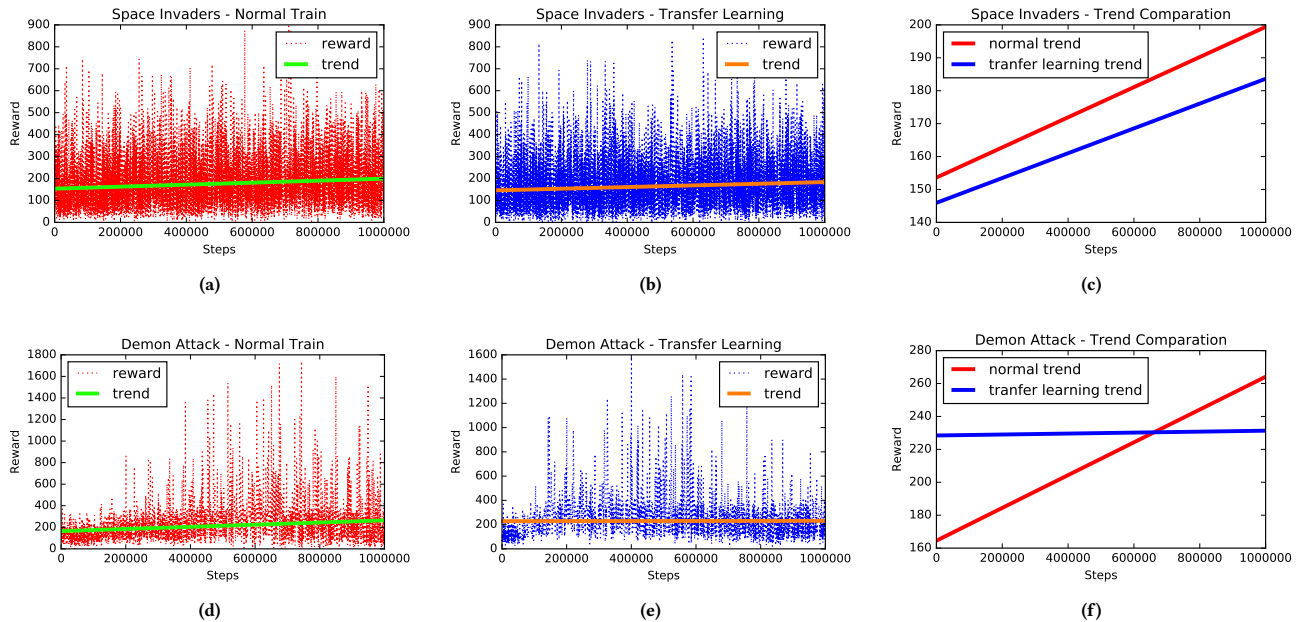 Space Invaders - Normal Train
900
800
700
600
500
400
300
200
100
0
Reward
reward
trend
0 200000 400000 600000 800000 1000000
Steps
(a)
Space Invaders - Transfer Learning
900
800
700
600
500
400
300
200
100
0
Reward
reward
trend
0 200000 400000 600000 800000 1000000
Steps
(b)
Space Invaders - Trend Comparation
200
190
180
170
160
150
140
Reward
normal trend
tranfer learning trend
0 200000 400000 600000 800000 1000000
Steps
(c)
Demon Attack - Normal Train
1800
1600
1400
1200
1000
800
600
400
200
0
Reward
reward
trend
0 200000 400000 600000 800000 1000000
Steps
(d)
Demon Attack - Transfer Learning
1600
1400
1200
1000
800
600
400
200
0
Reward
reward
trend
0 200000 400000 600000 800000 1000000
Steps
(e)
Demon Attack - Trend Comparation
280
260
240
220
200
180
160
Reward
normal trend
tranfer learning trend
0 200000 400000 600000 800000 1000000
Steps
(f)